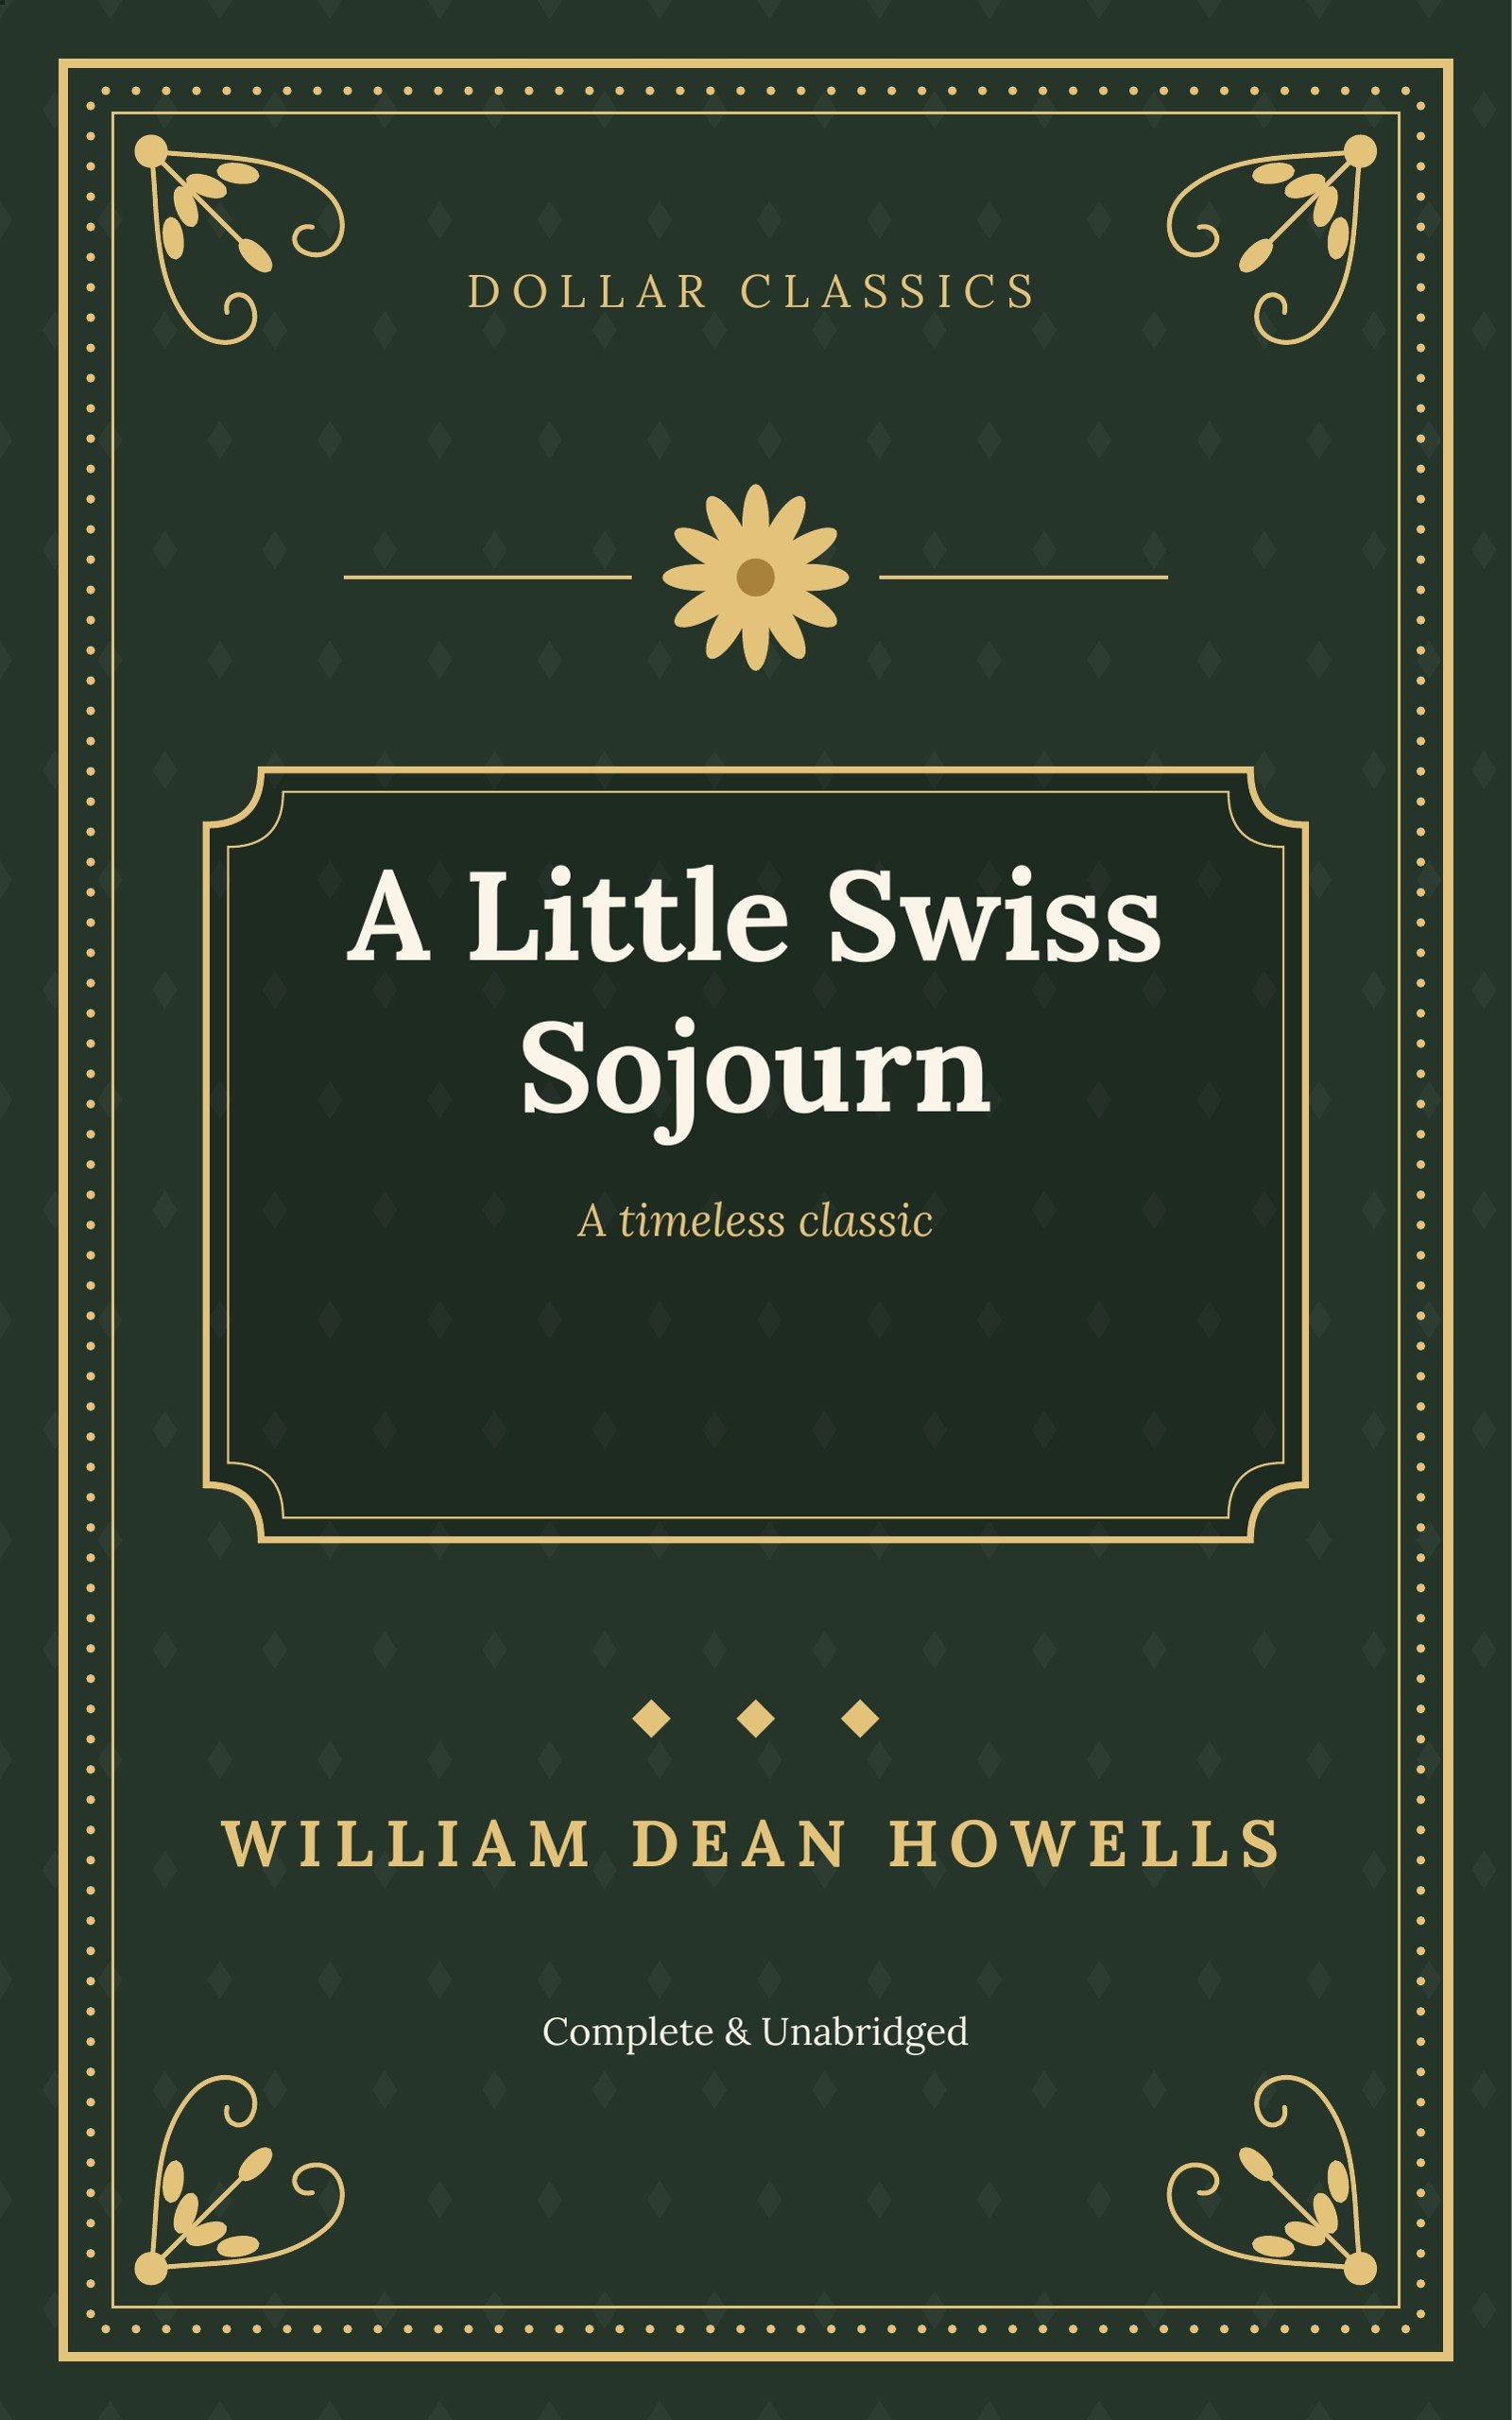 DOLLAR CLASSICS
A Little Swiss
Sojourn
A timeless classic
WILLIAM DEAN HOWELLS
Complete & Unabridged